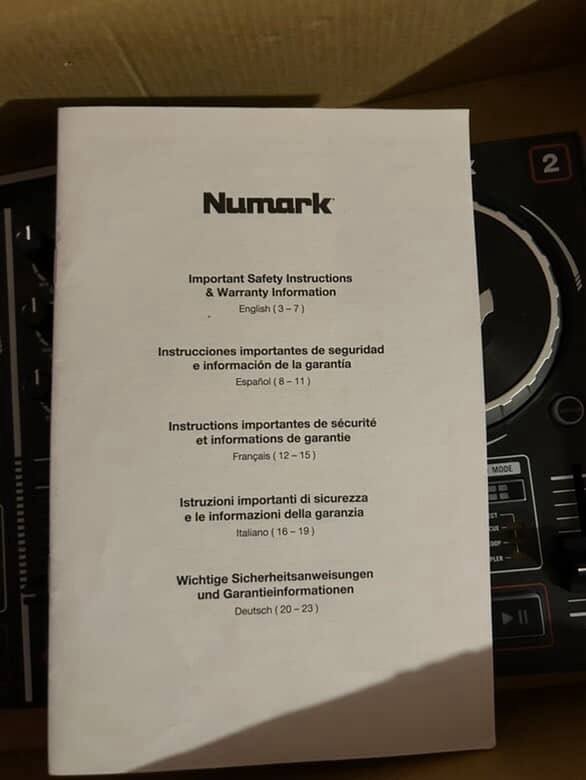 Numark
2
Important Safety Instructions
& Warranty Information
English ( 3 – 7 )
Instrucciones importantes de seguridad
e información de la garantía
Español ( 8 – 11 )
Instructions importantes de sécurité
et informations de garantie
Français ( 12 – 15 )
Istruzioni importanti di sicurezza
e le informazioni della garanzia
Italiano ( 16 – 19 )
Wichtige Sicherheitsanweisungen
und Garantieinformationen
Deutsch ( 20 – 23 )
MODE